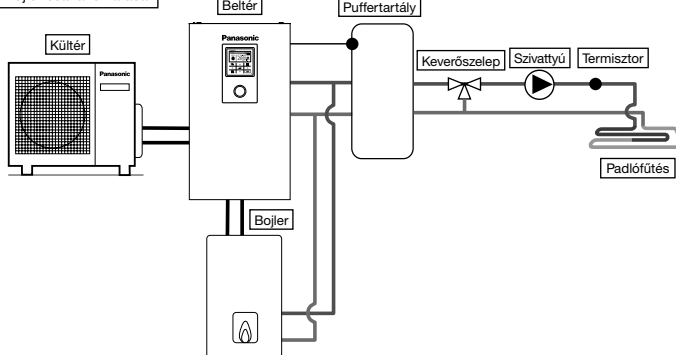 Beltér
Puffertartály
Kültér
Panasonic
Panasonic
Keverőszelep
Szivattyú
Termisztor
Padlófűtés
Bojler